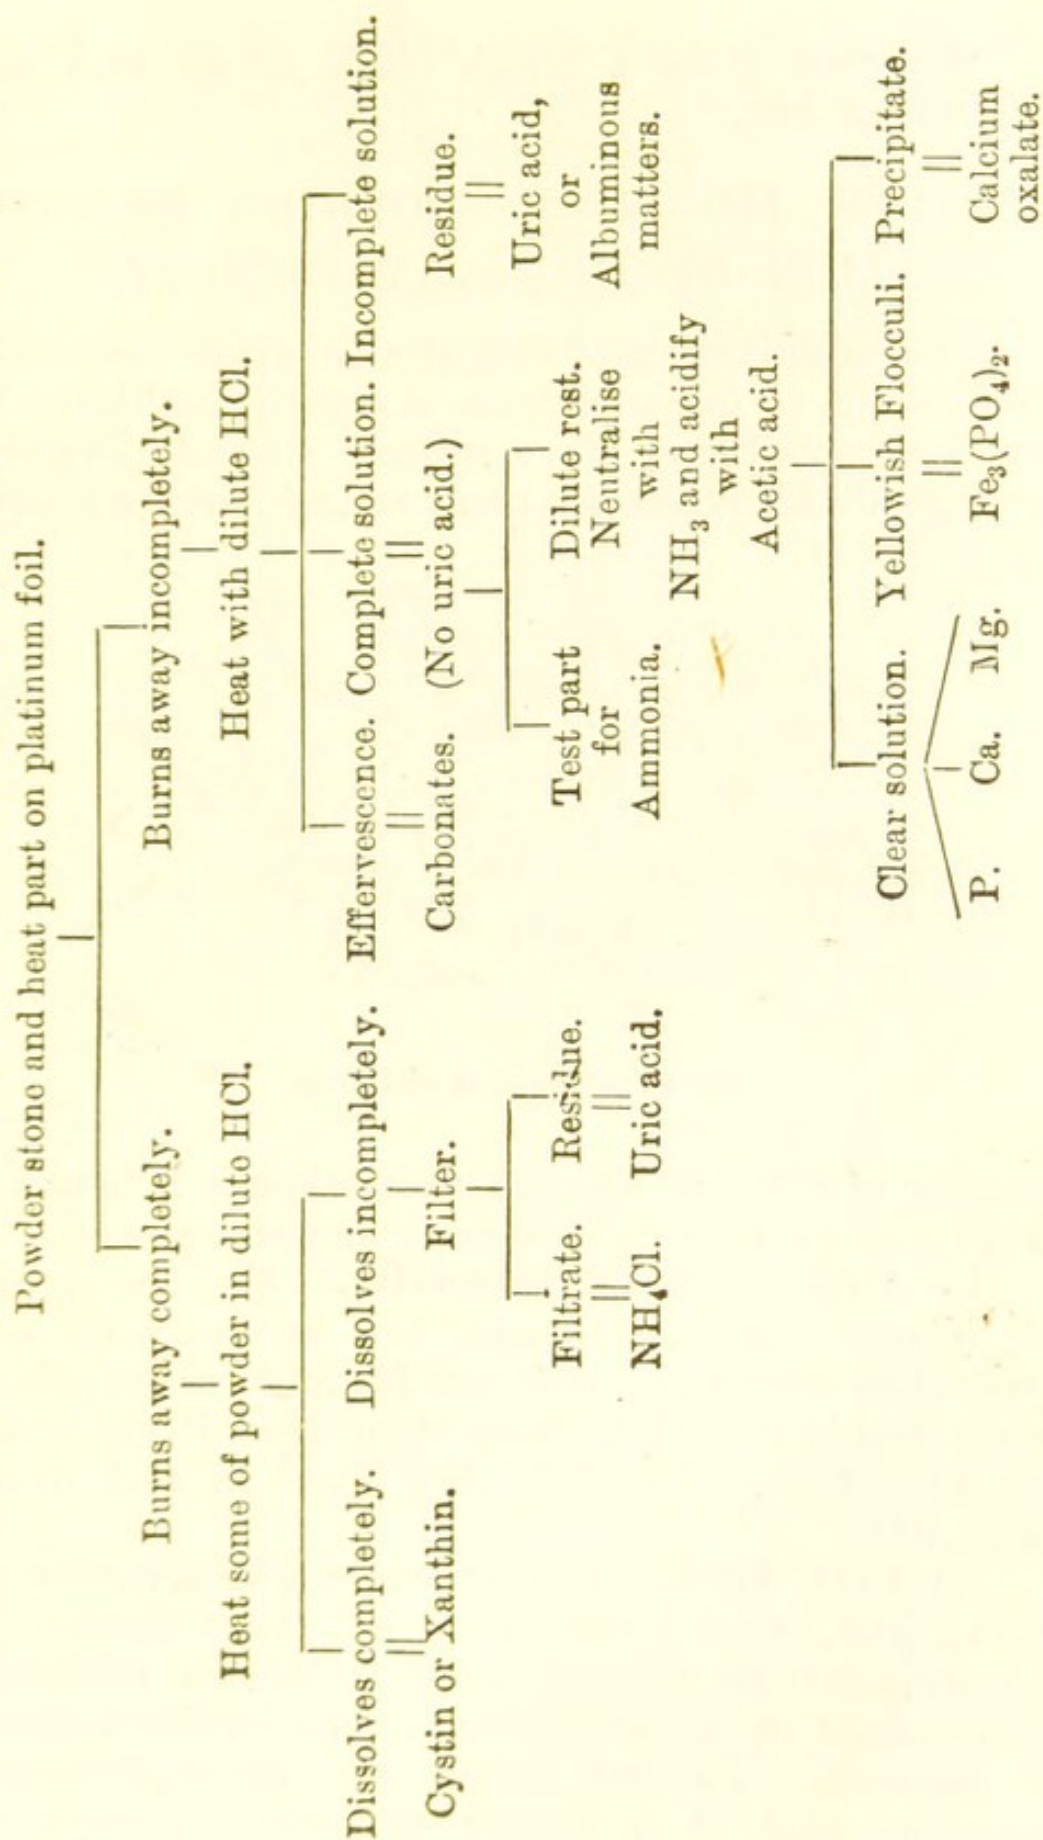 Powder stone and heat part on platinum foil.
Burns away completely. Burns away incompletely.
Heat some of powder in dilute HCl. Heat with dilute HCl.
Dissolves completely. Dissolves incompletely. Effervescence. Complete solution. Incomplete solution.
Cystin or Xanthin. Filter. Carbonates. (No uric acid.) Residue.
Filtrate. Residue. Test part Dilute rest. Uric acid,
for Neutralise or
NH₄Cl. Uric acid. Ammonia. with Albuminous
NH₃ and acidify matters.
with
Acetic acid.
Clear solution. Yellowish Flocculi. Precipitate.
P. Ca. Mg. Fe₃(PO₄)₂. Calcium
oxalate.